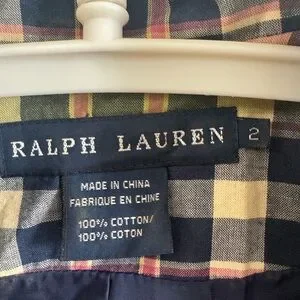 RALPH LAUREN 2
MADE IN CHINA
FABRIQUE EN CHINE
100% COTTON/
100% COTON